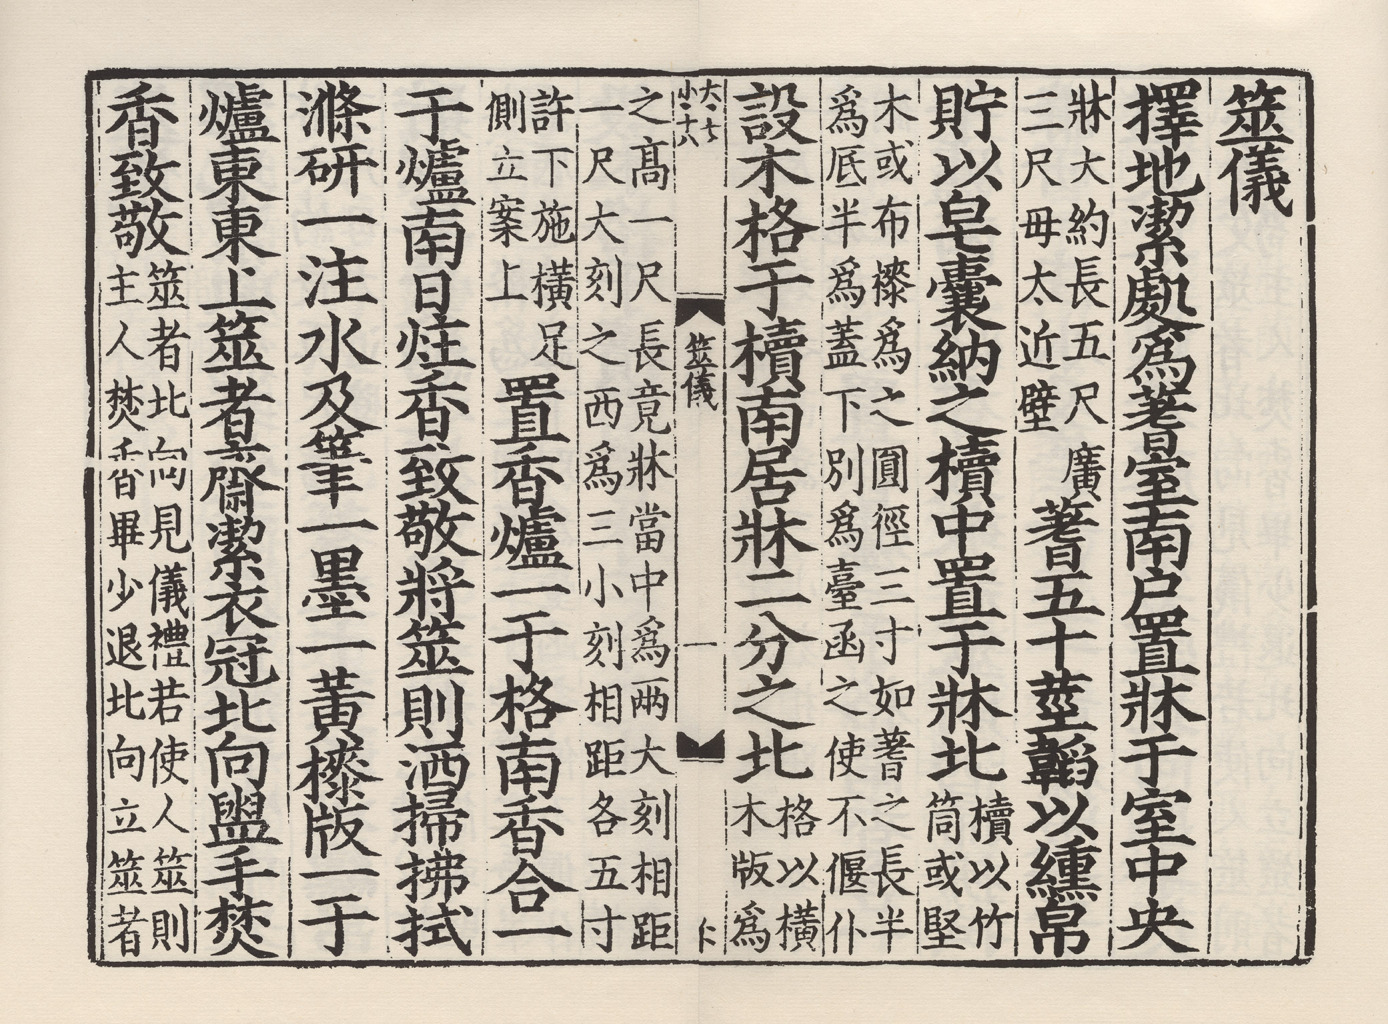 筮儀
擇地潔處爲蓍室南户置牀于室中央
牀大約長五尺廣
三尺毋太近壁
蓍五十莖韜以纁帛
貯以皂囊納之櫝中置于牀北
櫝以竹
筒或堅
木或布㯃爲之圓徑三寸如蓍之長半
爲厎半爲蓋下別爲臺函之使不偃仆
設木格于櫝南居牀二分之北
格以橫
木版爲
大七
小十八
筮儀
一
之高一尺長竟牀當中爲兩大刻相距
一尺大刻之西爲三小刻相距各五寸
許下施橫足
側立案上
置香爐一于格南香合一
于爐南日炷香致敬將筮則洒掃拂拭
滌研一注水及筆一墨一黃㯃版一于
爐東東上筮者齋潔衣冠北向盥手焚
香致敬
筮者北向見儀禮若使人筮則
主人焚香畢少退北向立筮者